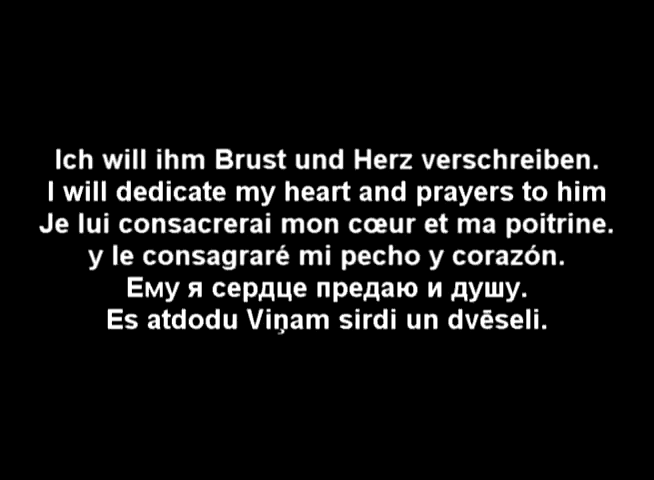 Ich will ihm Brust und Herz verschreiben.
I will dedicate my heart and prayers to him
Je lui consacrerai mon cœur et ma poitrine.
y le consagraré mi pecho y corazón.
Ему я сердце предаю и душу.
Es atdodu Viņam sirdi un dvēseli.